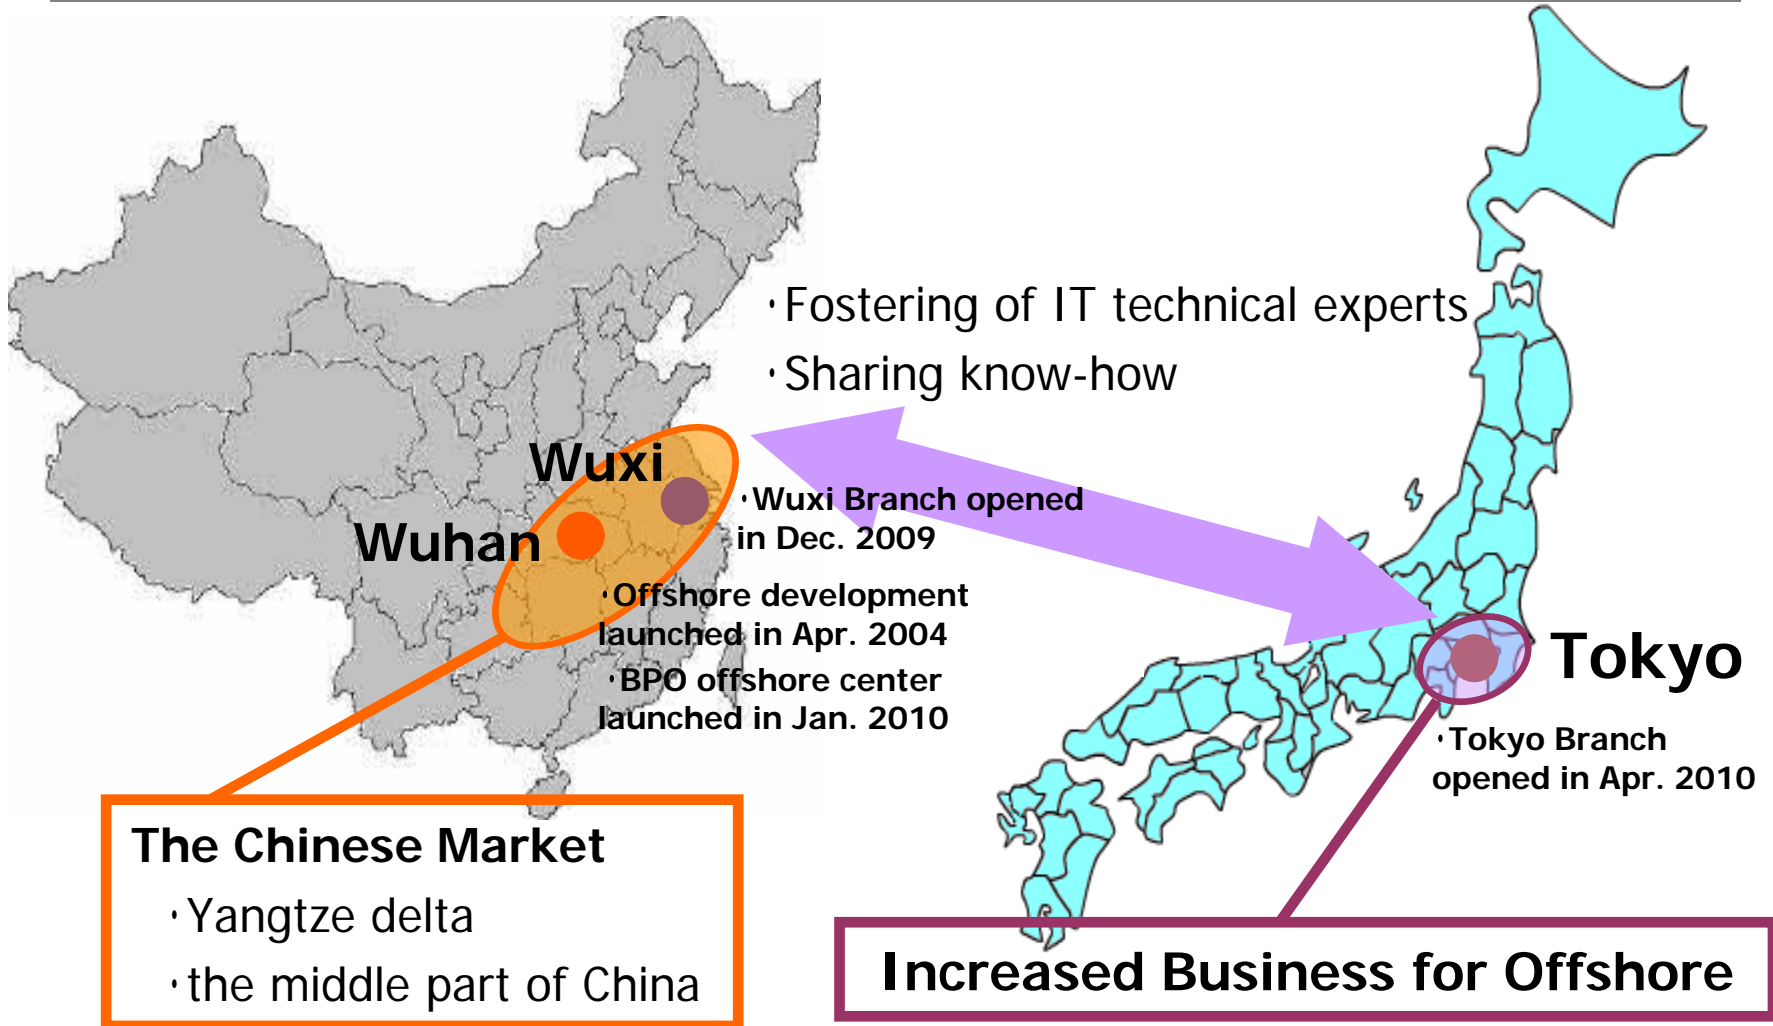 ·Fostering of IT technical experts
·Sharing know-how
Wuxi
·Wuxi Branch opened
in Dec. 2009
Wuhan
·Offshore development
launched in Apr. 2004
·BPO offshore center
launched in Jan. 2010
Tokyo
·Tokyo Branch
opened in Apr. 2010
The Chinese Market
·Yangtze delta
·the middle part of China
Increased Business for Offshore